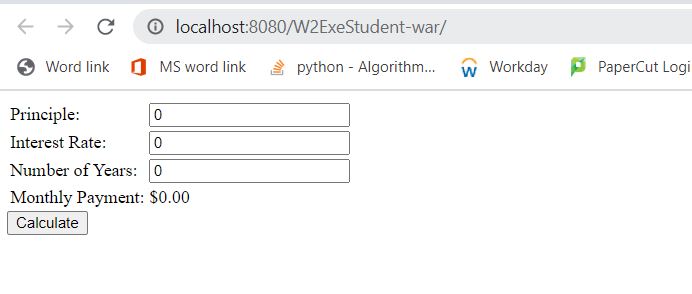 localhost:8080/W2ExeStudent-war/
Word link MS word link python - Algorithm... Workday PaperCut Logi
Principle: 0
Interest Rate: 0
Number of Years: 0
Monthly Payment: $0.00
Calculate